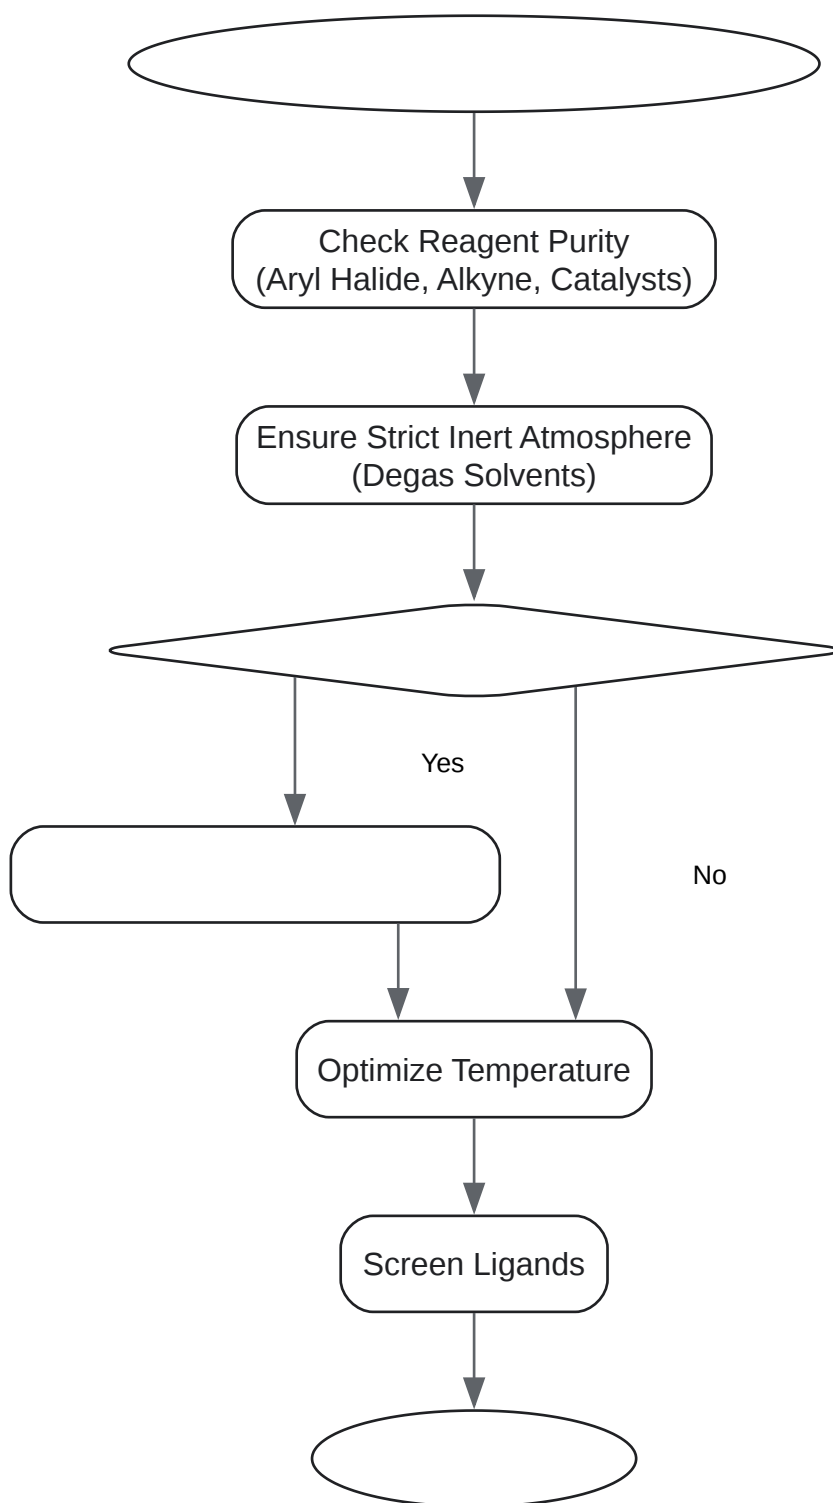 Check Reagent Purity
(Aryl Halide, Alkyne, Catalysts)
Ensure Strict Inert Atmosphere
(Degas Solvents)
Yes
No
Optimize Temperature
Screen Ligands